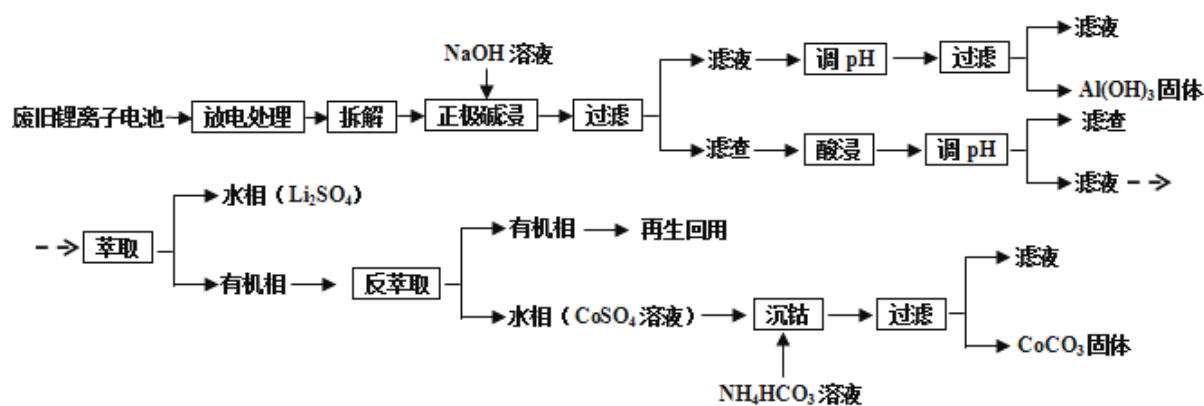 NaOH 溶液
滤液 调 pH 过滤 滤液
Al(OH)₃固体
废旧锂离子电池 放电处理 拆解 正极碱浸 过滤
滤渣 酸浸 调 pH 滤查
滤液
水相（Li₂SO₄）
萃取
有机相 反萃取 有机相 再生回用
水相（CoSO₄ 溶液） 沉钴 过滤 滤液
CoCO₃固体
NH₄HCO₃ 溶液